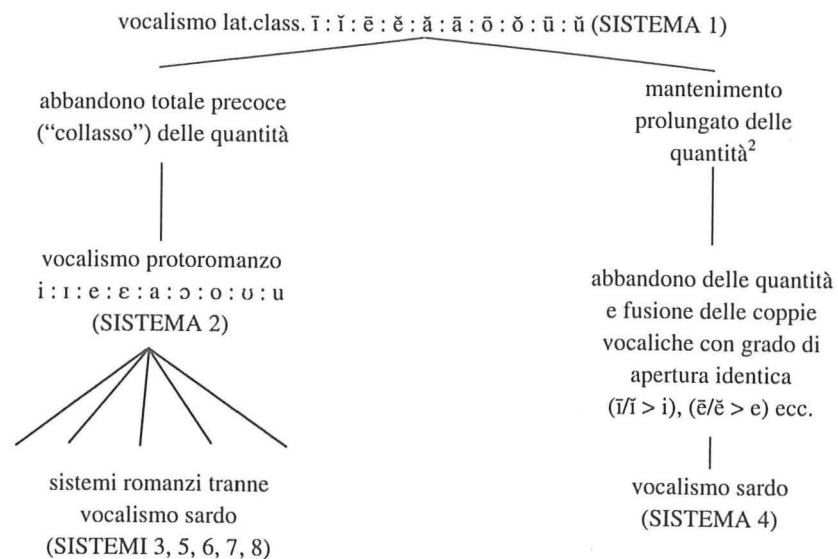 vocalismo lat.class. ī : ĭ : ē : ĕ : ă : ā : ō : ŏ : ū : ŭ (SISTEMA 1)
abbandono totale precoce
(“collasso”) delle quantità
mantenimento
prolungato delle
quantità²
vocalismo protoromanzo
i : ɪ : e : ɛ : a : ɔ : o : ʊ : u
(SISTEMA 2)
abbandono delle quantità
e fusione delle coppie
vocaliche con grado di
apertura identica
(ī/ĭ > i), (ē/ĕ > e) ecc.
sistemi romanzi tranne
vocalismo sardo
(SISTEMI 3, 5, 6, 7, 8)
vocalismo sardo
(SISTEMA 4)